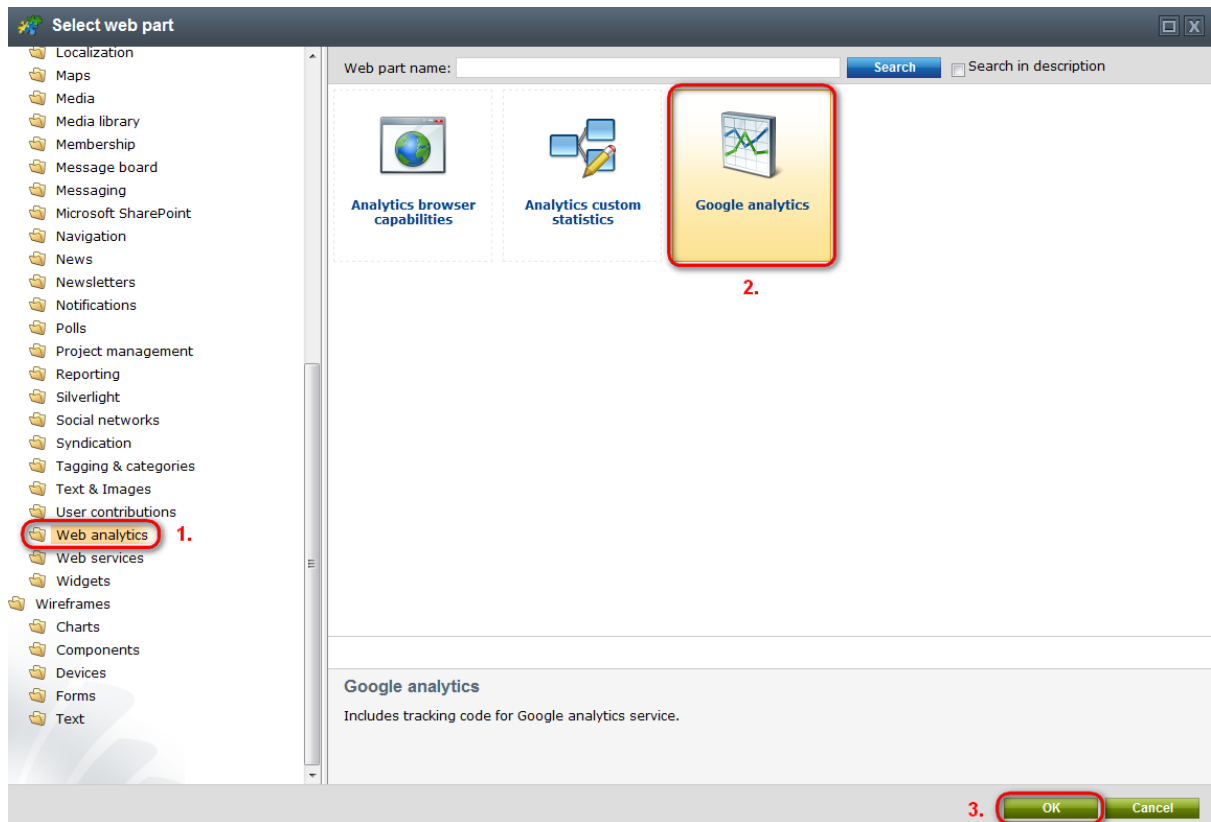 Select web part
X
Localization
Maps
Media
Media library
Membership
Message board
Messaging
Microsoft SharePoint
Navigation
News
Newsletters
Notifications
Polls
Project management
Reporting
Silverlight
Social networks
Syndication
Tagging & categories
Text & Images
User contributions
Web analytics 1.
Web services
Widgets
Wireframes
Charts
Components
Devices
Forms
Text
Web part name:
Search
Search in description
Analytics browser
capabilities
Analytics custom
statistics
Google analytics
2.
Google analytics
Includes tracking code for Google analytics service.
3. OK Cancel